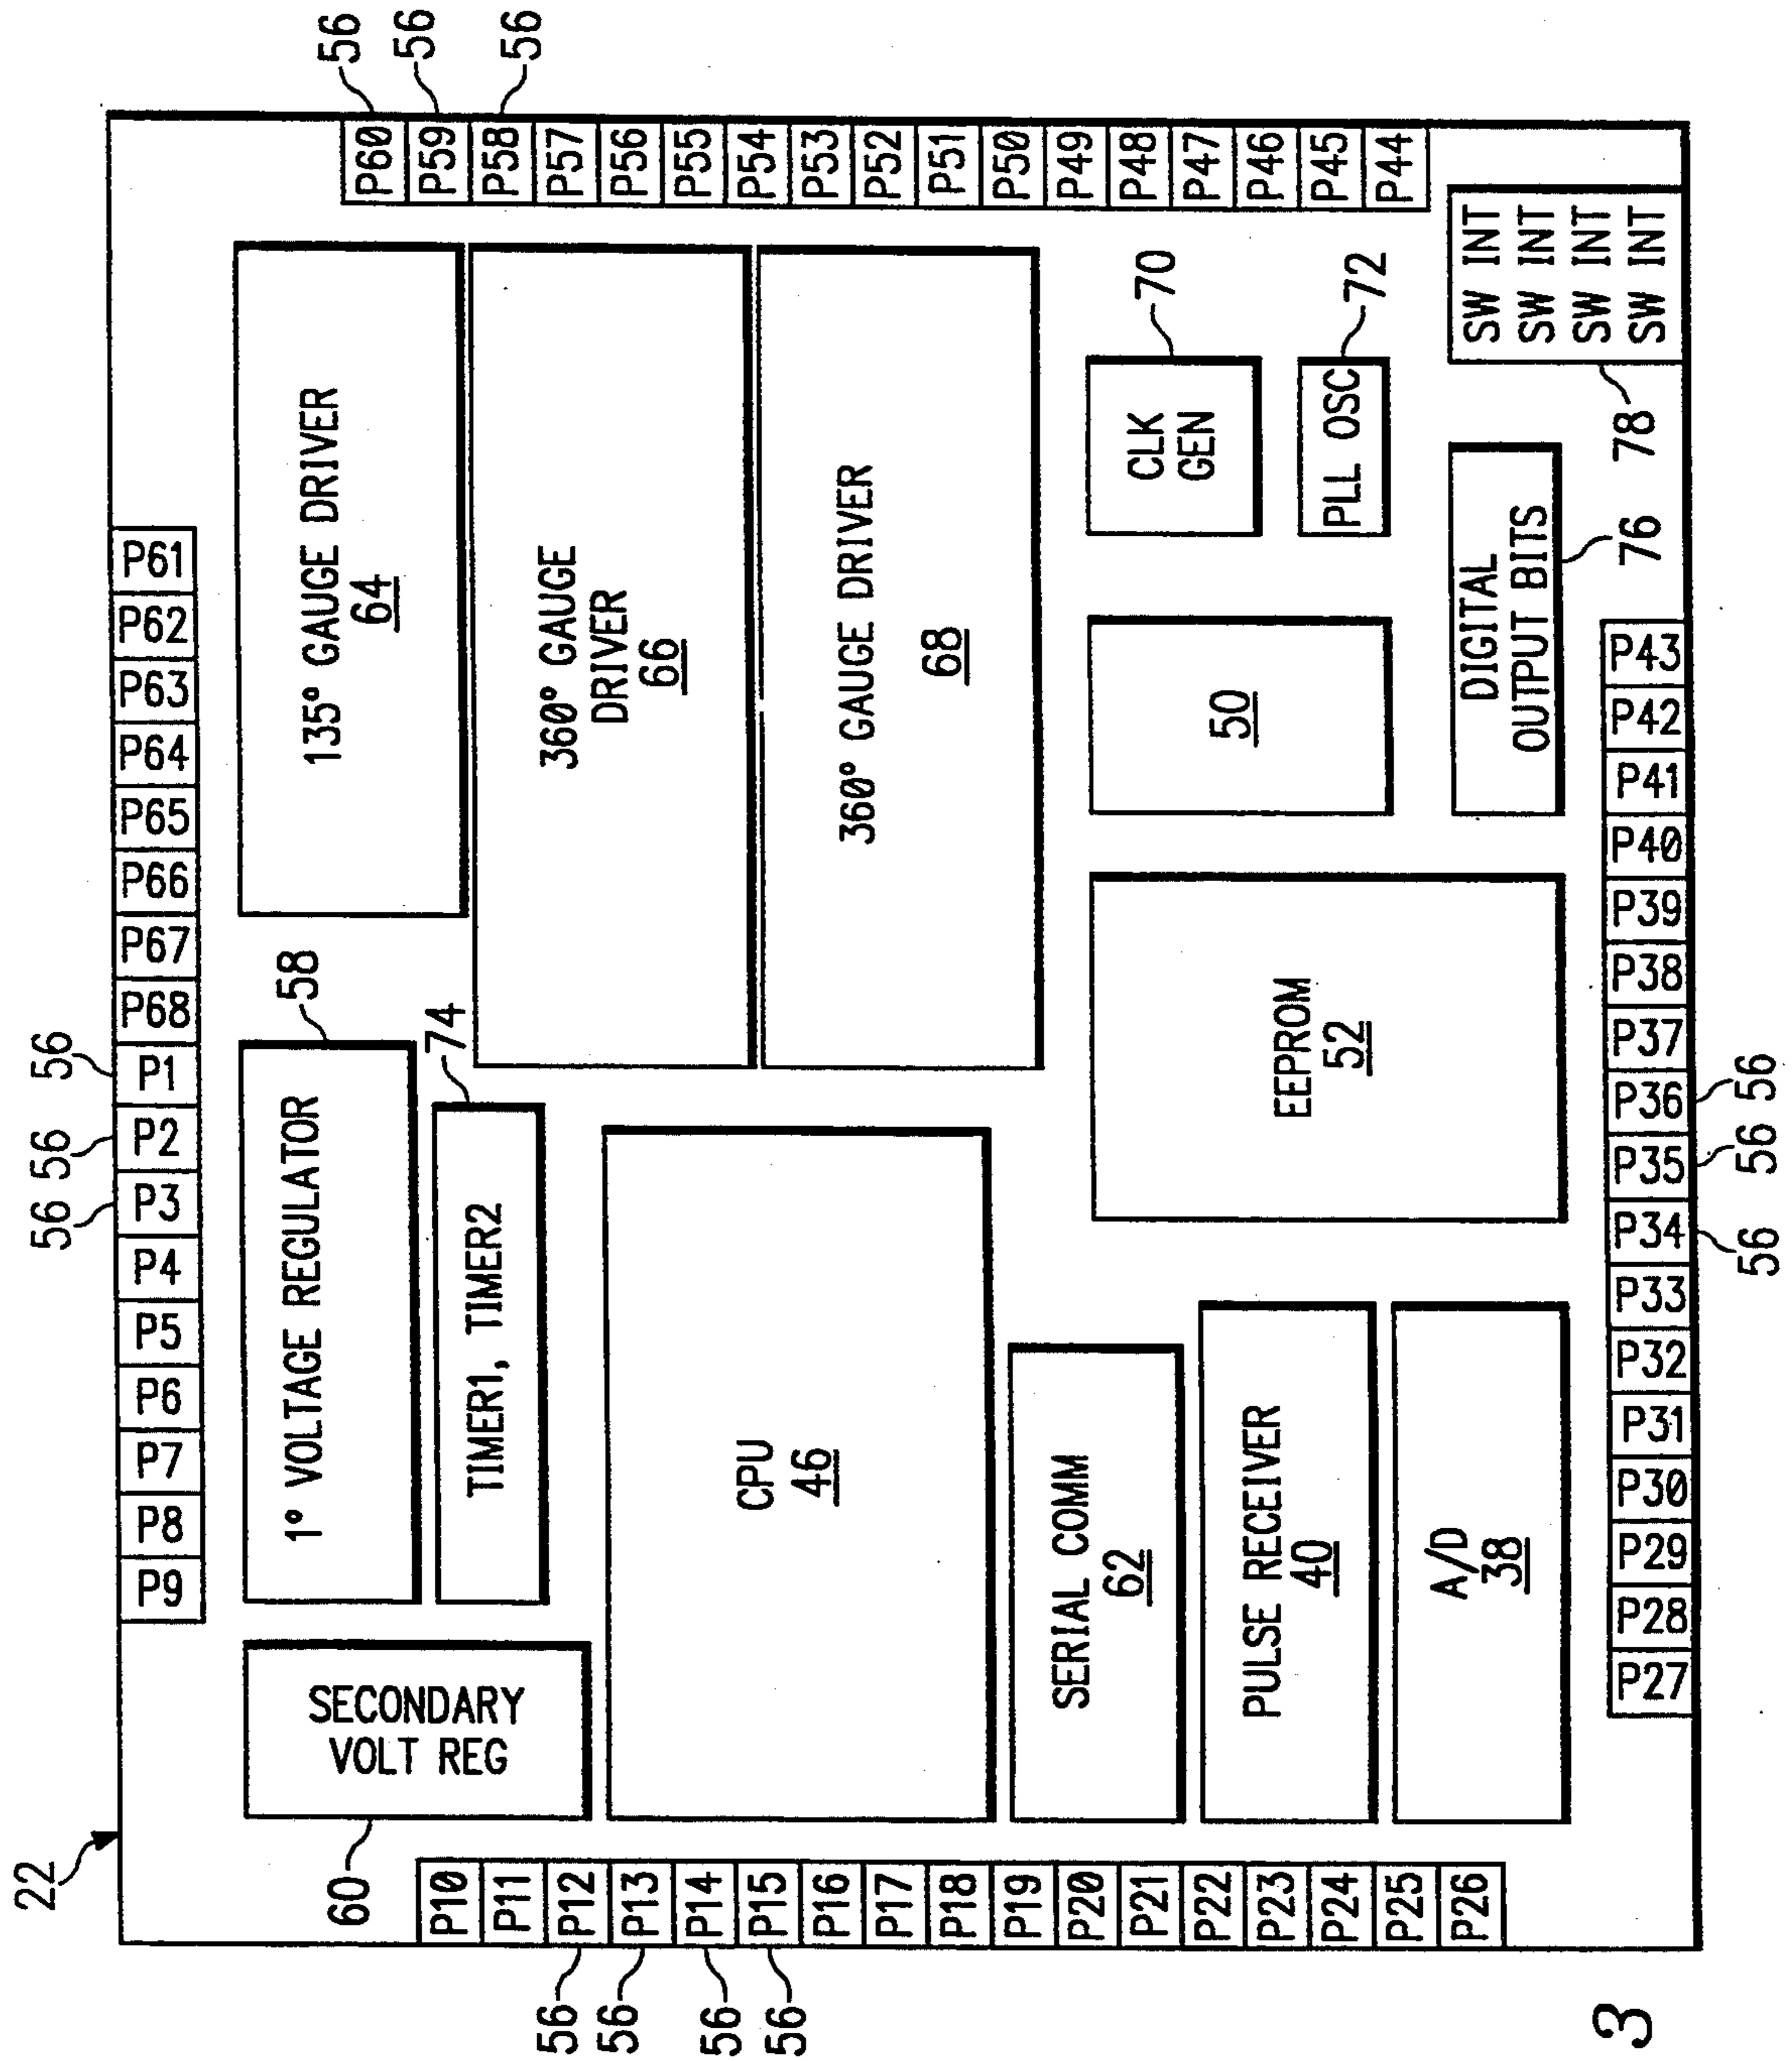 22
56
56
56
P9
P8
P7
P6
P5
P4
P3
P2
P1
P68
P67
P66
P65
P64
P63
P62
P61
60
SECONDARY
VOLT REG
1° VOLTAGE REGULATOR
58
TIMER1, TIMER2
74
135° GAUGE DRIVER
64
360° GAUGE
DRIVER
66
360° GAUGE DRIVER
68
CPU
46
SERIAL COMM
62
PULSE RECEIVER
40
A/D
38
EEPROM
52
50
CLK
GEN
70
PLL OSC
72
DIGITAL
OUTPUT BITS
76
SW INT
SW INT
SW INT
SW INT
78
P10
P11
P12
P13
P14
P15
P16
P17
P18
P19
P20
P21
P22
P23
P24
P25
P26
56
56
56
56
P60
P59
P58
P57
P56
P55
P54
P53
P52
P51
P50
P49
P48
P47
P46
P45
P44
56
56
56
P27
P28
P29
P30
P31
P32
P33
P34
P35
P36
P37
P38
P39
P40
P41
P42
P43
56
56
56
3